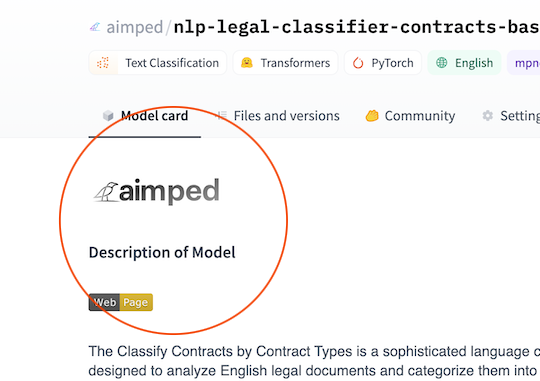 aimped/nlp-legal-classifier-contracts-bas
Text Classification Transformers PyTorch English mpn
Model card Files and versions Community Setting
aimped
Description of Model
Web Page
The Classify Contracts by Contract Types is a sophisticated language c
designed to analyze English legal documents and categorize them into